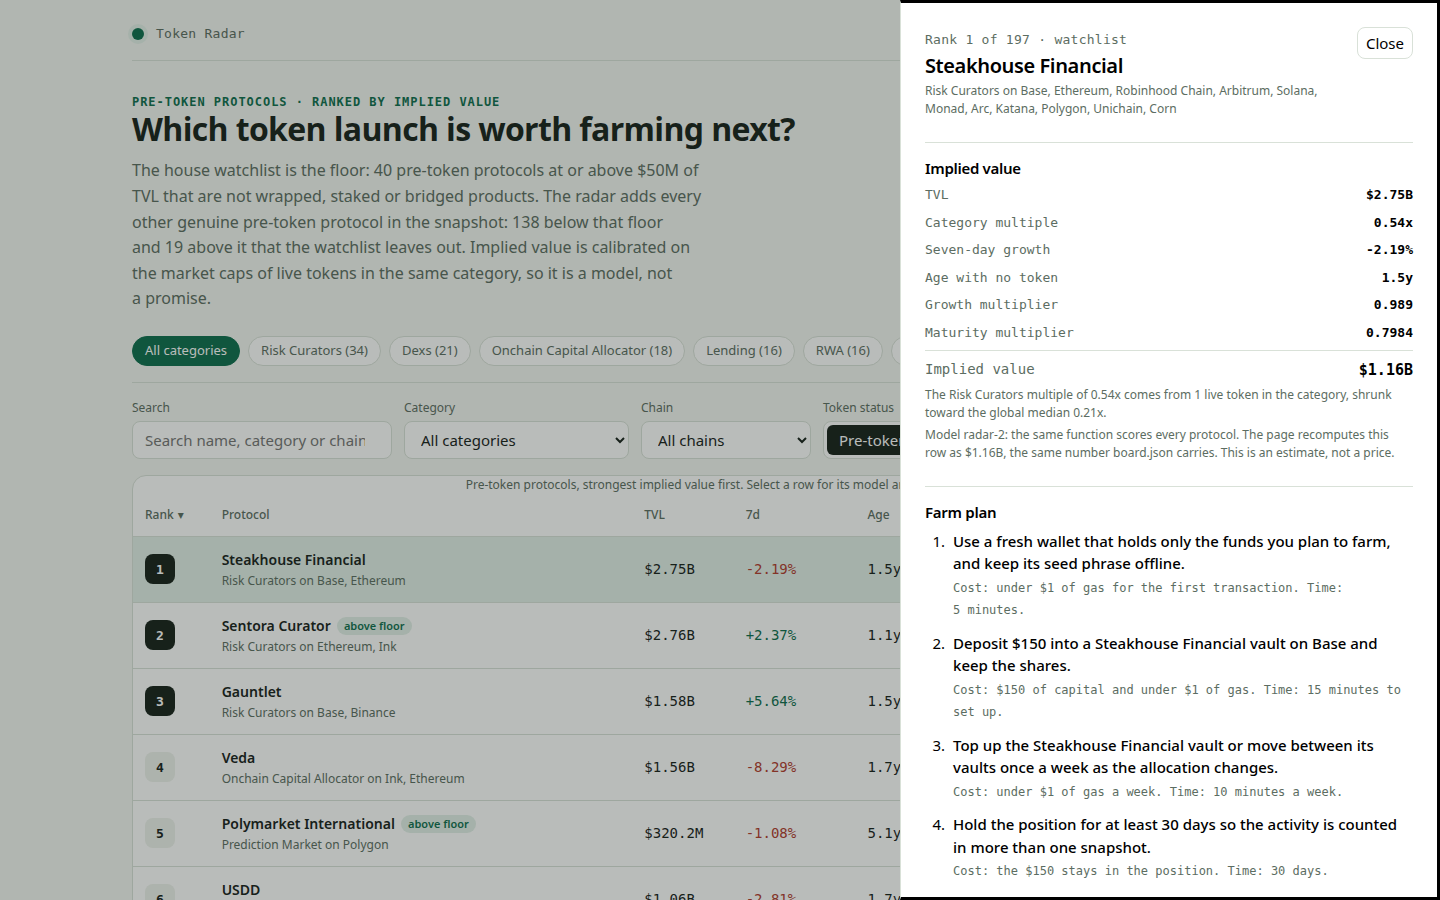 Token Radar
PRE-TOKEN PROTOCOLS · RANKED BY IMPLIED VALUE
Which token launch is worth farming next?
The house watchlist is the floor: 40 pre-token protocols at or above $50M of
TVL that are not wrapped, staked or bridged products. The radar adds every
other genuine pre-token protocol in the snapshot: 138 below that floor
and 19 above it that the watchlist leaves out. Implied value is calibrated on
the market caps of live tokens in the same category, so it is a model, not
a promise.
All categories
Risk Curators (34)
Dexs (21)
Onchain Capital Allocator (18)
Lending (16)
RWA (16)
Search
Category
Chain
Token status
Search name, category or chain
All categories
All chains
Pre-token
Pre-token protocols, strongest implied value first. Select a row for its model
Rank ▾
Protocol
TVL
7d
Age
1
Steakhouse Financial
Risk Curators on Base, Ethereum
$2.75B
-2.19%
1.5y
2
Sentora Curator
above floor
Risk Curators on Ethereum, Ink
$2.76B
+2.37%
1.1y
3
Gauntlet
Risk Curators on Base, Binance
$1.58B
+5.64%
1.5y
4
Veda
Onchain Capital Allocator on Ink, Ethereum
$1.56B
-8.29%
1.7y
5
Polymarket International
above floor
Prediction Market on Polygon
$320.2M
-1.08%
5.1y
6
USDD
$1.06B
-2.81%
1.7y
Rank 1 of 197 · watchlist
Close
Steakhouse Financial
Risk Curators on Base, Ethereum, Robinhood Chain, Arbitrum, Solana,
Monad, Arc, Katana, Polygon, Unichain, Corn
Implied value
TVL
$2.75B
Category multiple
0.54x
Seven-day growth
-2.19%
Age with no token
1.5y
Growth multiplier
0.989
Maturity multiplier
0.7984
Implied value
$1.16B
The Risk Curators multiple of 0.54x comes from 1 live token in the category, shrunk
toward the global median 0.21x.
Model radar-2: the same function scores every protocol. The page recomputes this
row as $1.16B, the same number board.json carries. This is an estimate, not a price.
Farm plan
1. Use a fresh wallet that holds only the funds you plan to farm,
and keep its seed phrase offline.
Cost: under $1 of gas for the first transaction. Time:
5 minutes.
2. Deposit $150 into a Steakhouse Financial vault on Base and
keep the shares.
Cost: $150 of capital and under $1 of gas. Time: 15 minutes to
set up.
3. Top up the Steakhouse Financial vault or move between its
vaults once a week as the allocation changes.
Cost: under $1 of gas a week. Time: 10 minutes a week.
4. Hold the position for at least 30 days so the activity is counted
in more than one snapshot.
Cost: the $150 stays in the position. Time: 30 days.